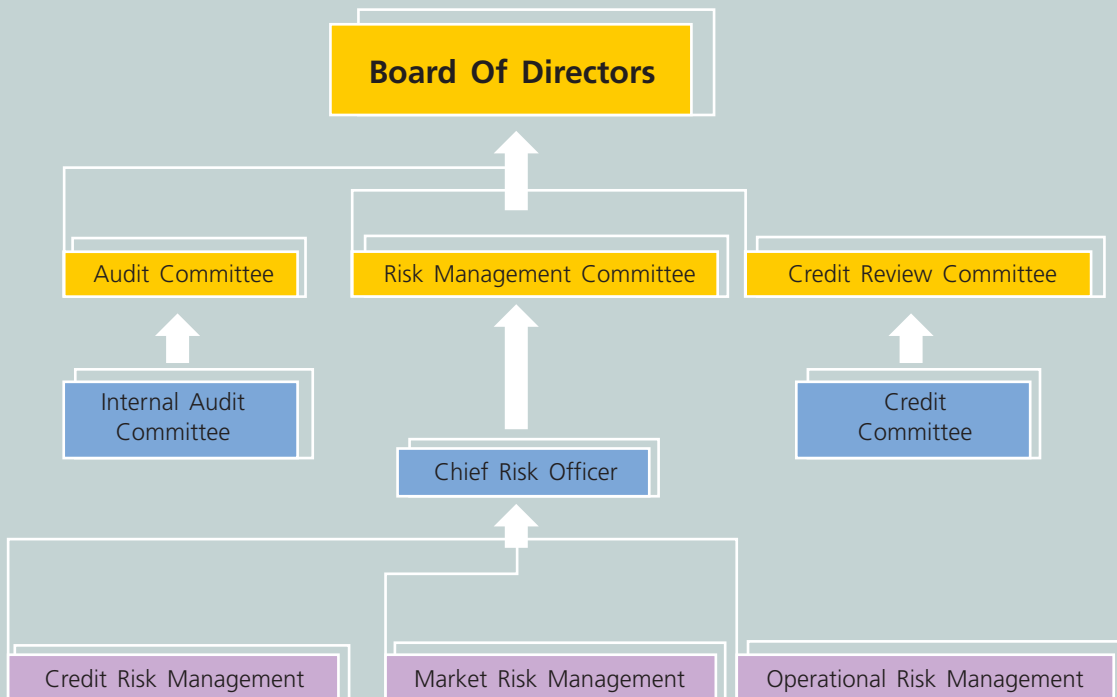 Board Of Directors
Audit Committee
Risk Management Committee
Credit Review Committee
Internal Audit
Committee
Credit
Committee
Chief Risk Officer
Credit Risk Management
Market Risk Management
Operational Risk Management